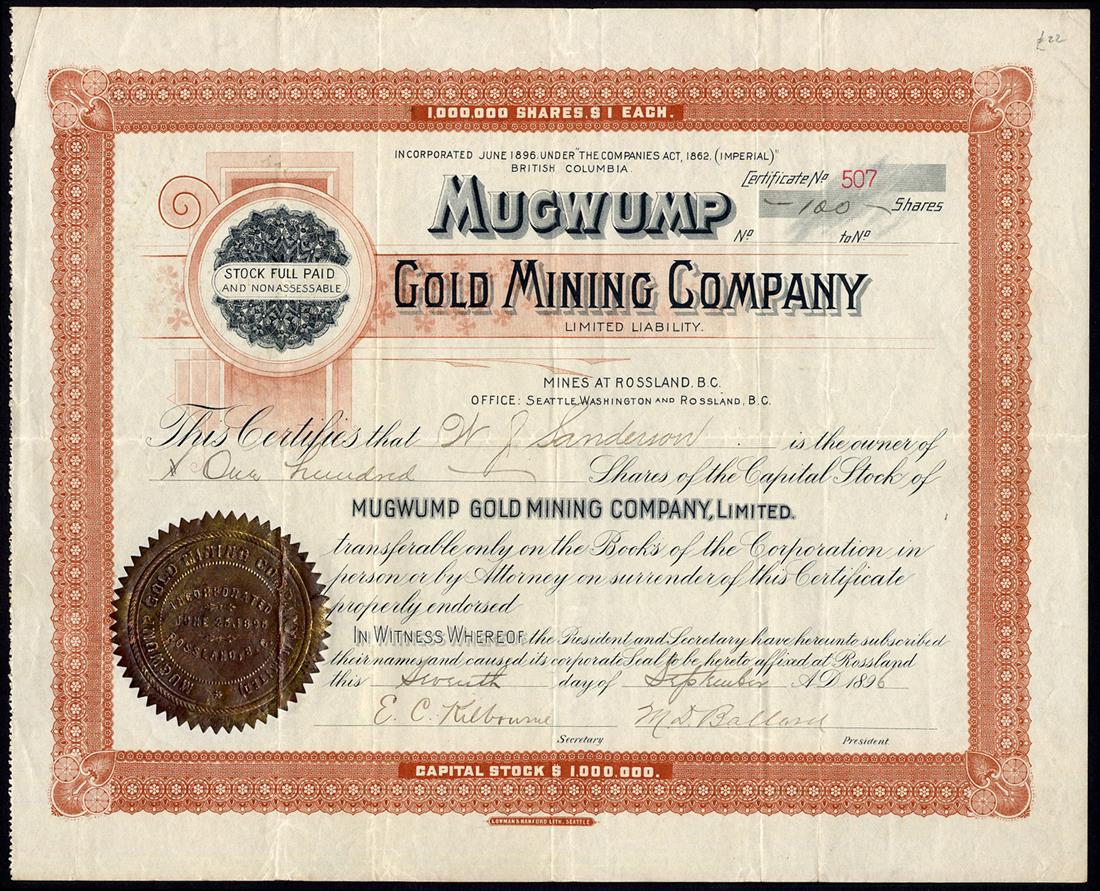 £22
1,000,000 SHARES, $1 EACH.
INCORPORATED JUNE 1896. UNDER "THE COMPANIES ACT, 1862, (IMPERIAL)"
BRITISH COLUMBIA.
Certificate No 507
MUGWUMP
-100- Shares
No to No
STOCK FULL PAID
AND NONASSESSABLE
GOLD MINING COMPANY
LIMITED LIABILITY.
MINES AT ROSSLAND, B.C.
OFFICE: SEATTLE, WASHINGTON AND ROSSLAND, B.C.
This Certifies that W J Sanderson is the owner of
One hundred Shares of the Capital Stock of
MUGWUMP GOLD MINING COMPANY, LIMITED.
transferable only on the Books of the Corporation in
person or by Attorney on surrender of this Certificate
properly endorsed
IN WITNESS WHEREOF the President and Secretary have hereunto subscribed
their names and caused its corporate Seal to be hereto affixed at Rossland
this Seventh day of September A.D. 1896
E. C. Kilbourne M D Ballard
Secretary President
MUGWUMP GOLD MINING COMPANY (LIMITED)
INCORPORATED
JUNE 25, 1896
ROSSLAND, B.C.
CAPITAL STOCK $1,000,000.
LOWMAN & HANFORD LITH. SEATTLE